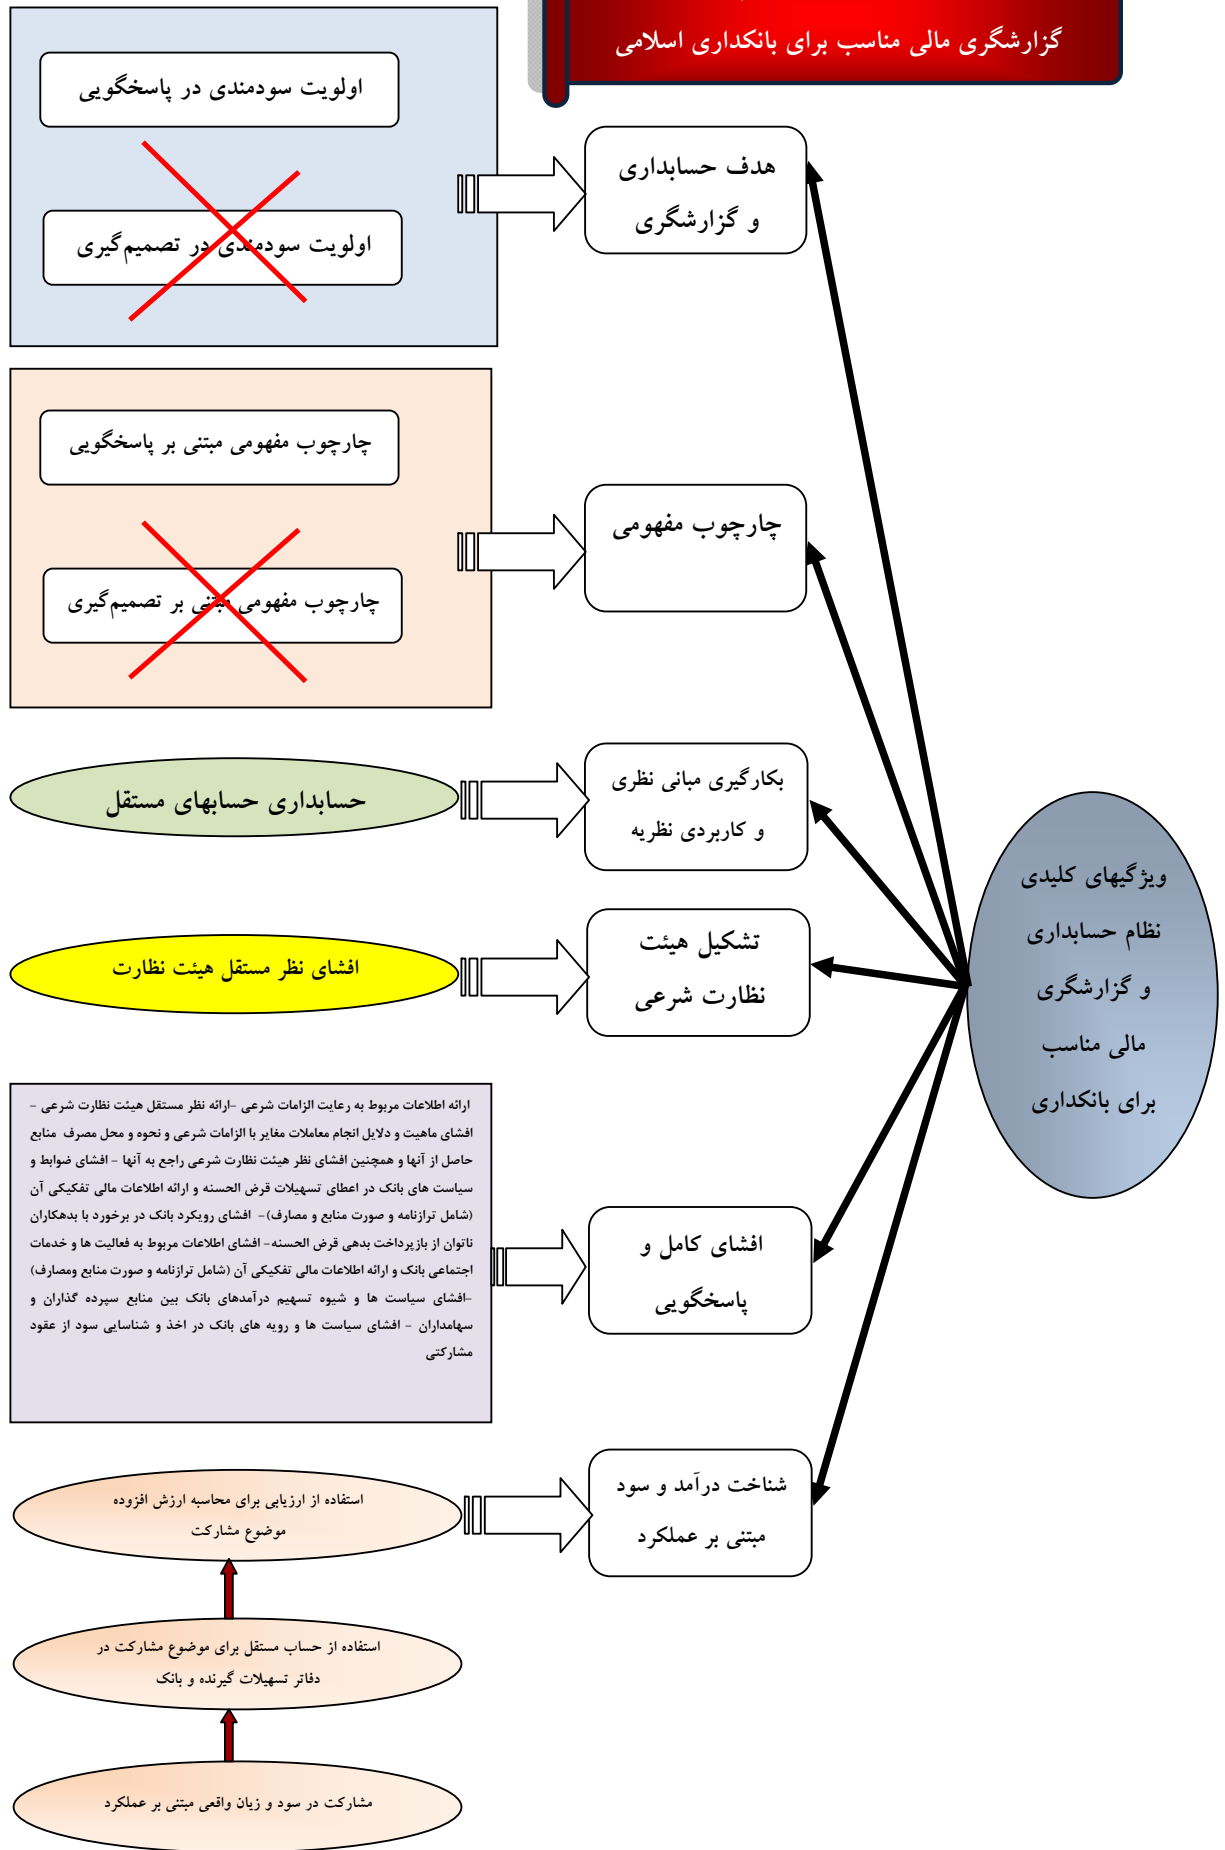 گزارشگری مالی مناسب برای بانکداری اسلامی
ویژگیهای کلیدی
نظام حسابداری
و گزارشگری
مالی مناسب
برای بانکداری
هدف حسابداری
و گزارشگری
اولویت سودمندی در پاسخگویی
اولویت سودمندی در تصمیم‌گیری
چارچوب مفهومی
چارچوب مفهومی مبتنی بر پاسخگویی
چارچوب مفهومی مبتنی بر تصمیم‌گیری
بکارگیری مبانی نظری
و کاربردی نظریه
حسابداری حسابهای مستقل
تشکیل هیئت
نظارت شرعی
افشای نظر مستقل هیئت نظارت
افشای کامل و
پاسخگویی
ارائه اطلاعات مربوط به رعایت الزامات شرعی –ارائه نظر مستقل هیئت نظارت شرعی –
افشای ماهیت و دلایل انجام معاملات مغایر با الزامات شرعی و نحوه و محل مصرف منابع
حاصل از آنها و همچنین افشای نظر هیئت نظارت شرعی راجع به آنها – افشای ضوابط و
سیاست های بانک در اعطای تسهیلات قرض الحسنه و ارائه اطلاعات مالی تفکیکی آن
(شامل ترازنامه و صورت منابع و مصارف)– افشای رویکرد بانک در برخورد با بدهکاران
ناتوان از بازپرداخت بدهی قرض الحسنه– افشای اطلاعات مربوط به فعالیت ها و خدمات
اجتماعی بانک و ارائه اطلاعات مالی تفکیکی آن (شامل ترازنامه و صورت منابع ومصارف)
–افشای سیاست ها و شیوه تسهیم درآمدهای بانک بین منابع سپرده گذاران و
سهامداران – افشای سیاست ها و رویه های بانک در اخذ و شناسایی سود از عقود
مشارکتی
شناخت درآمد و سود
مبتنی بر عملکرد
استفاده از ارزیابی برای محاسبه ارزش افزوده
موضوع مشارکت
استفاده از حساب مستقل برای موضوع مشارکت در
دفاتر تسهیلات گیرنده و بانک
مشارکت در سود و زیان واقعی مبتنی بر عملکرد